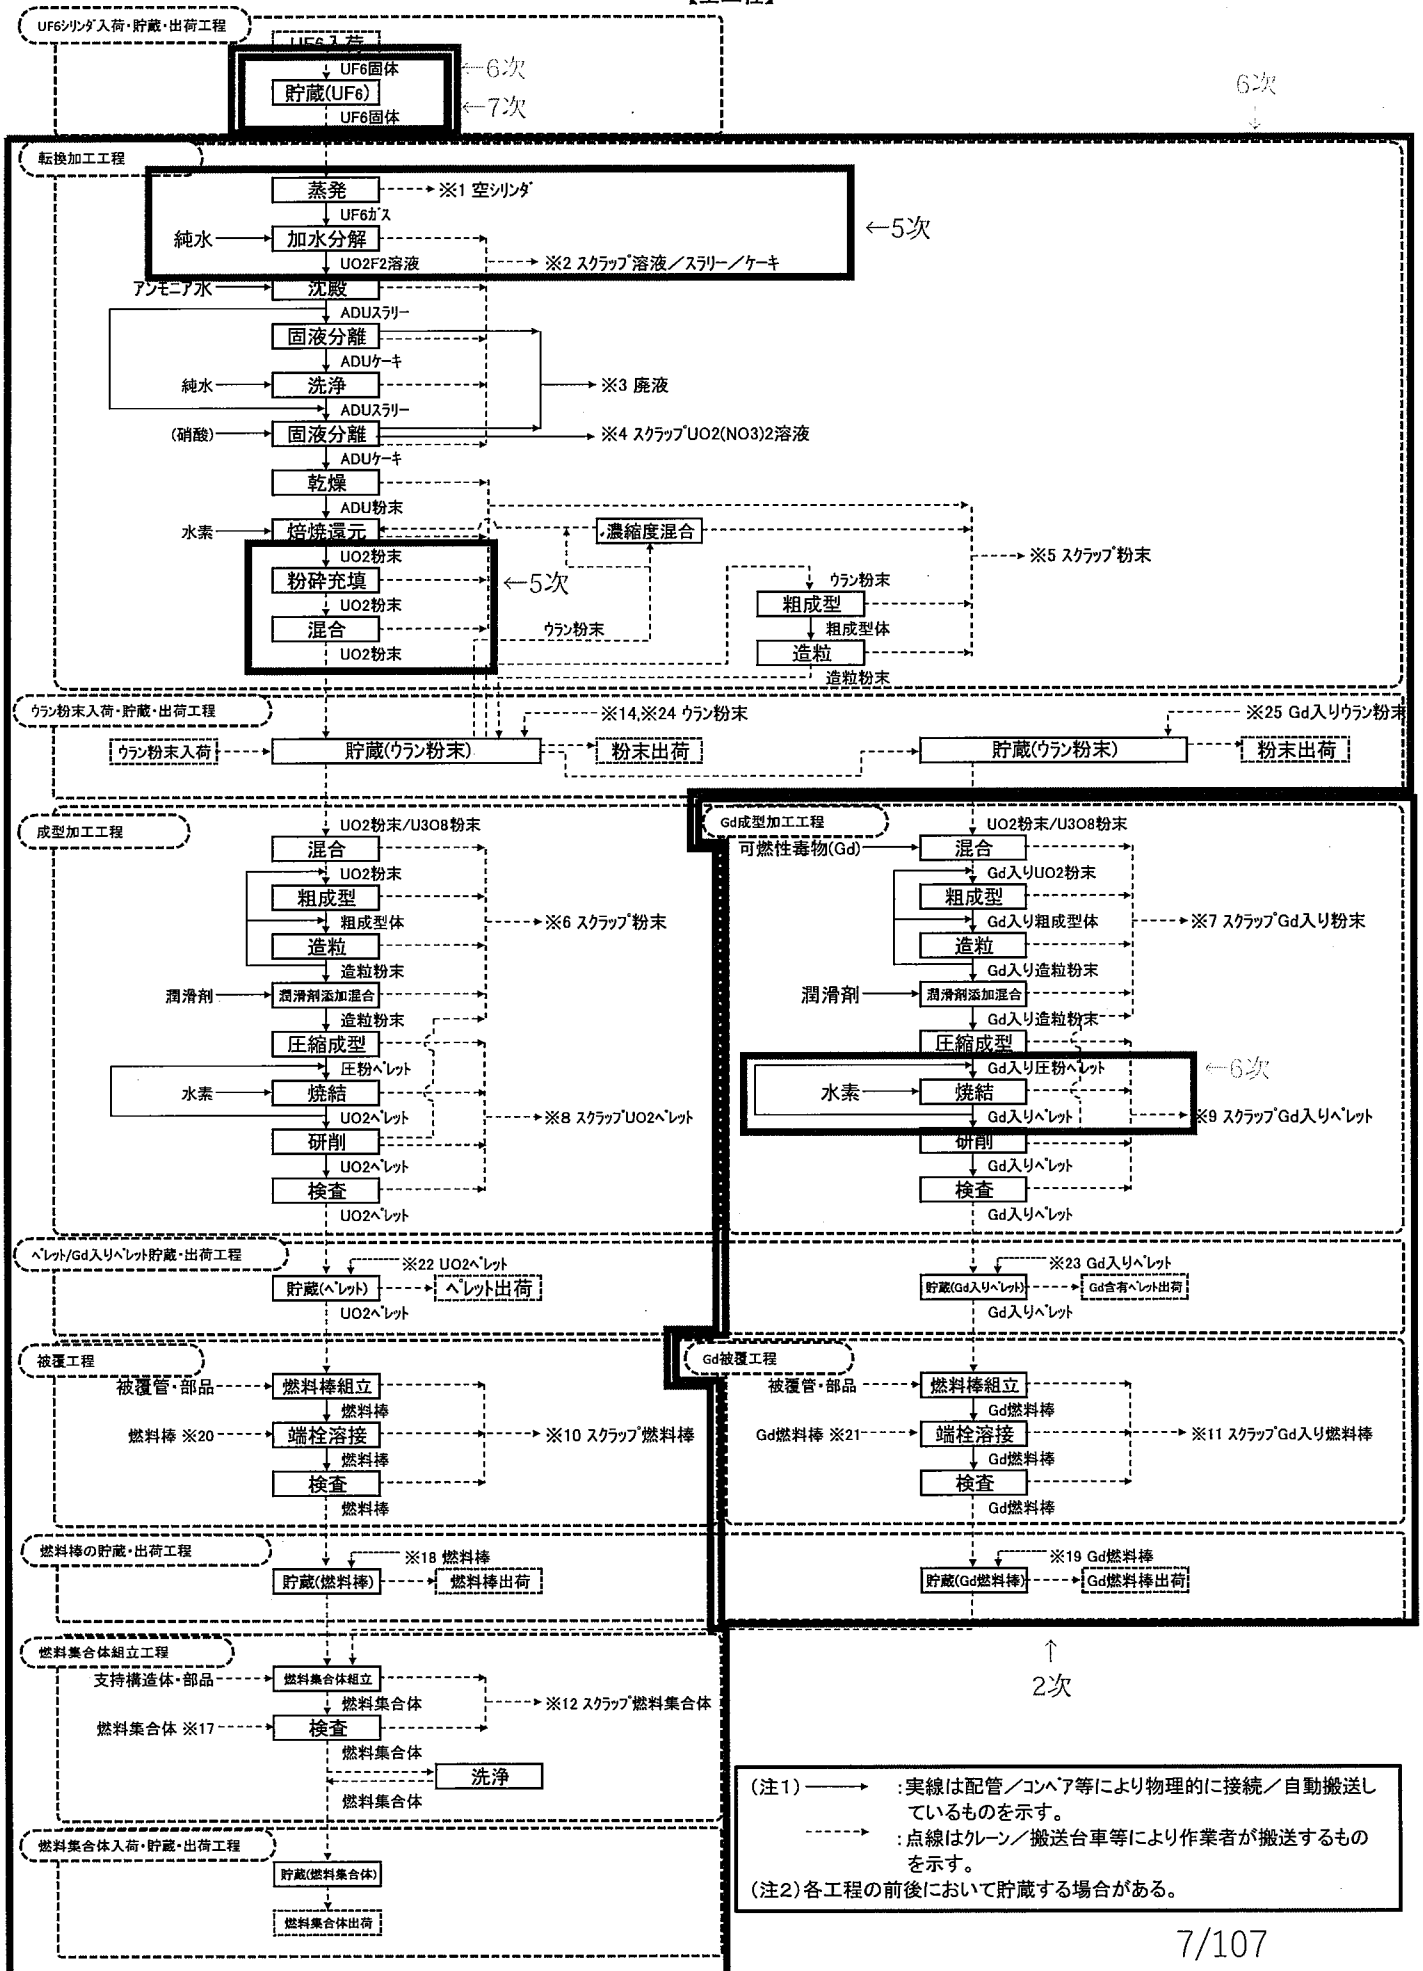 UF6シリンダ入荷・貯蔵・出荷工程
UF6入荷
UF6固体
←6次
貯蔵(UF6)
←7次
UF6固体
6次
↓
転換加工工程
蒸発
※1 空シリンダ
UF6ガス
←5次
純水
加水分解
UO2F2溶液
※2 スクラップ溶液／スラリー／ケーキ
アンモニア水
沈殿
ADUスラリー
固液分離
ADUケーキ
純水
洗浄
※3 廃液
ADUスラリー
(硝酸)
固液分離
※4 スクラップUO2(NO3)2溶液
ADUケーキ
乾燥
ADU粉末
水素
焙焼還元
濃縮度混合
UO2粉末
※5 スクラップ粉末
粉砕充填
←5次
ウラン粉末
UO2粉末
粗成型
混合
ウラン粉末
粗成型体
UO2粉末
造粒
造粒粉末
ウラン粉末入荷・貯蔵・出荷工程
※14,※24 ウラン粉末
※25 Gd入りウラン粉末
ウラン粉末入荷
貯蔵(ウラン粉末)
粉末出荷
貯蔵(ウラン粉末)
粉末出荷
成型加工工程
UO2粉末/U3O8粉末
混合
UO2粉末
粗成型
粗成型体
※6 スクラップ粉末
造粒
造粒粉末
潤滑剤
潤滑剤添加混合
造粒粉末
圧縮成型
圧粉ペレット
水素
焼結
UO2ペレット
※8 スクラップUO2ペレット
研削
UO2ペレット
検査
UO2ペレット
Gd成型加工工程
UO2粉末/U3O8粉末
可燃性毒物(Gd)
混合
Gd入りUO2粉末
粗成型
Gd入り粗成型体
※7 スクラップGd入り粉末
造粒
Gd入り造粒粉末
潤滑剤
潤滑剤添加混合
Gd入り造粒粉末
圧縮成型
Gd入り圧粉ペレット
←6次
水素
焼結
Gd入りペレット
※9 スクラップGd入りペレット
研削
Gd入りペレット
検査
Gd入りペレット
ペレット/Gd入りペレット貯蔵・出荷工程
※22 UO2ペレット
貯蔵(ペレット)
ペレット出荷
UO2ペレット
※23 Gd入りペレット
貯蔵(Gd入りペレット)
Gd含有ペレット出荷
Gd入りペレット
被覆工程
被覆管・部品
燃料棒組立
燃料棒
燃料棒 ※20
端栓溶接
※10 スクラップ燃料棒
燃料棒
検査
燃料棒
Gd被覆工程
被覆管・部品
燃料棒組立
Gd燃料棒
Gd燃料棒 ※21
端栓溶接
※11 スクラップGd入り燃料棒
Gd燃料棒
検査
Gd燃料棒
燃料棒の貯蔵・出荷工程
※18 燃料棒
貯蔵(燃料棒)
燃料棒出荷
※19 Gd燃料棒
貯蔵(Gd燃料棒)
Gd燃料棒出荷
↑
2次
燃料集合体組立工程
支持構造体・部品
燃料集合体組立
燃料集合体
※12 スクラップ燃料集合体
燃料集合体 ※17
検査
燃料集合体
洗浄
燃料集合体
燃料集合体入荷・貯蔵・出荷工程
貯蔵(燃料集合体)
燃料集合体出荷
(注1) ：実線は配管／コンベア等により物理的に接続／自動搬送し
ているものを示す。
：点線はクレーン／搬送台車等により作業者が搬送するもの
を示す。
(注2)各工程の前後において貯蔵する場合がある。
7/107